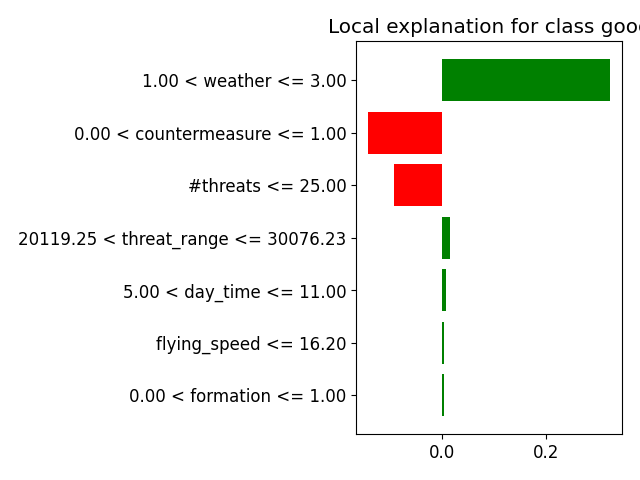 Local explanation for class goo
1.00 < weather <= 3.00
0.00 < countermeasure <= 1.00
#threats <= 25.00
20119.25 < threat_range <= 30076.23
5.00 < day_time <= 11.00
flying_speed <= 16.20
0.00 < formation <= 1.00
0.0 0.2